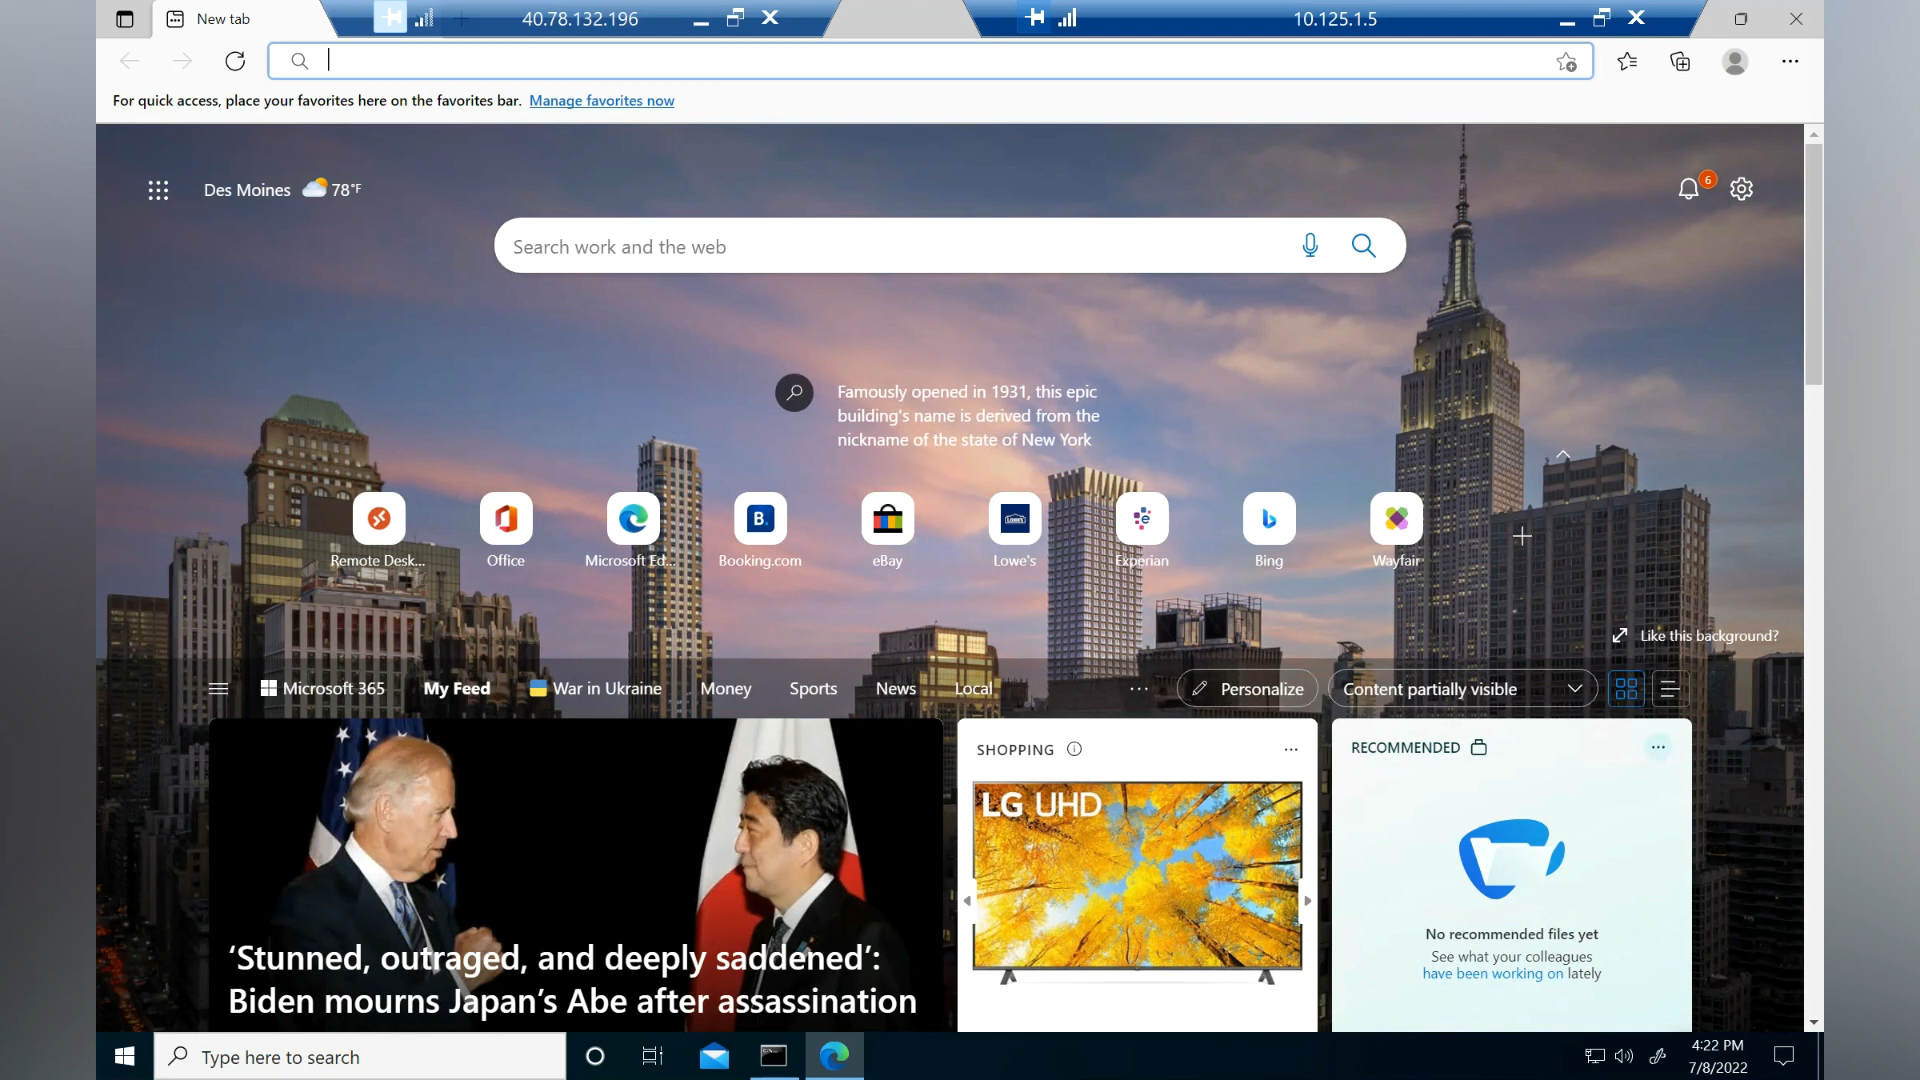 New tab
40.78.132.196
10.125.1.5
For quick access, place your favorites here on the favorites bar. Manage favorites now
Des Moines 78°F
6
Search work and the web
Famously opened in 1931, this epic
building's name is derived from the
nickname of the state of New York
Remote Desk...
Office
Microsoft Ed...
B.
Booking.com
eBay
LOWE'S
Lowe's
e
Experian
Bing
Wayfair
Like this background?
Microsoft 365
My Feed
War in Ukraine
Money
Sports
News
Local
Personalize
Content partially visible
SHOPPING
RECOMMENDED
LG UHD
‘Stunned, outraged, and deeply saddened’:
Biden mourns Japan’s Abe after assassination
No recommended files yet
See what your colleagues
have been working on lately
Type here to search
4:22 PM
7/8/2022